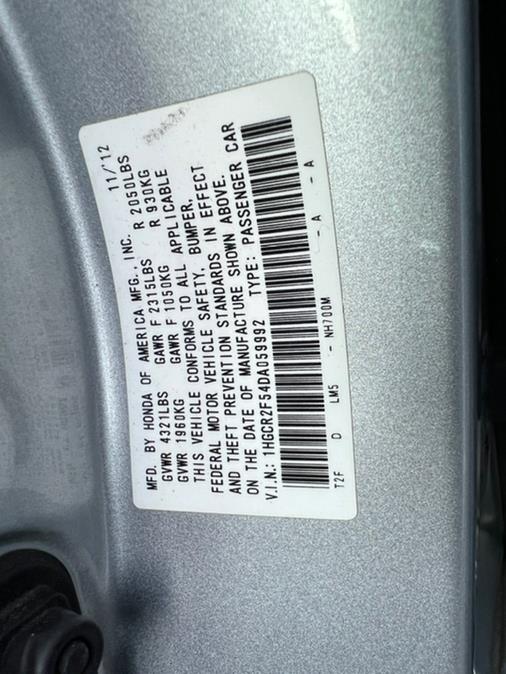 MFD. BY HONDA OF AMERICA MFG., INC. 11/'12
GVWR 4321LBS GAWR F 2315LBS R 2050LBS
GVWR 1960KG GAWR F 1050KG R 930KG
THIS VEHICLE CONFORMS TO ALL APPLICABLE
FEDERAL MOTOR VEHICLE SAFETY, BUMPER,
AND THEFT PREVENTION STANDARDS IN EFFECT
ON THE DATE OF MANUFACTURE SHOWN ABOVE.
V.I.N.: 1HGCR2F54DA059992 TYPE: PASSENGER CAR
T2F D LM5 - NH700M - A - A